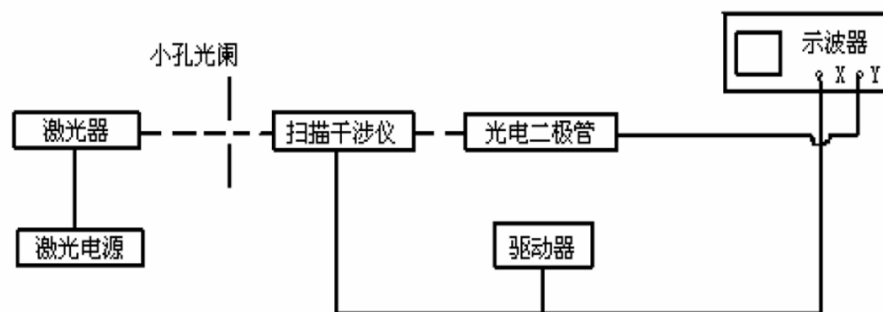 小孔光阑
示波器
X Y
激光器
扫描干涉仪
光电二极管
激光电源
驱动器